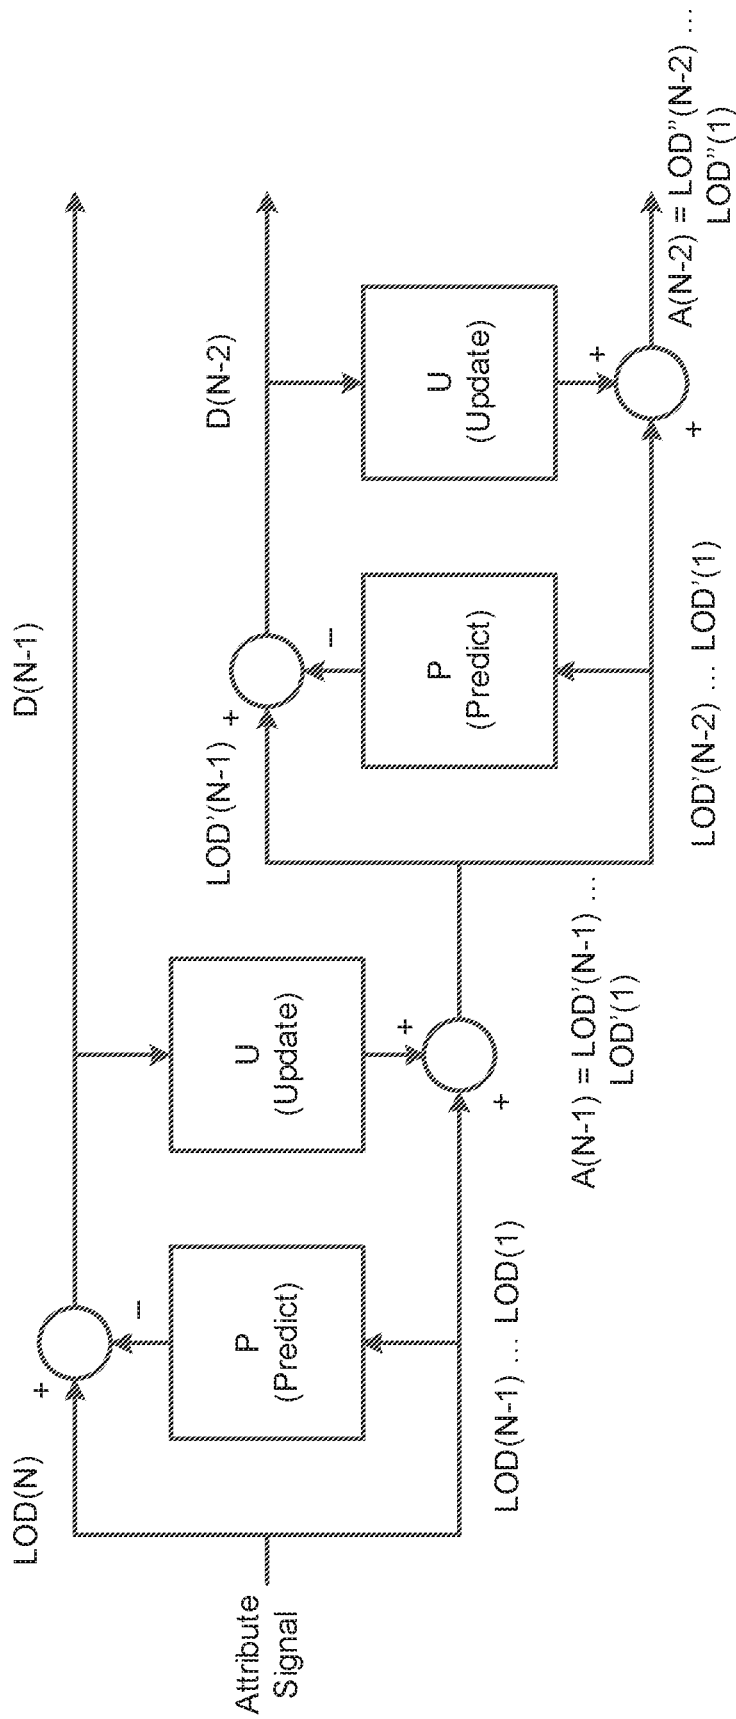 Attribute
Signal
LOD(N)
+
−
P
(Predict)
LOD(N-1) … LOD(1)
D(N-1)
U
(Update)
+
+
A(N-1) = LOD'(N-1) …
LOD'(1)
LOD'(N-1)
+
−
P
(Predict)
LOD'(N-2) … LOD'(1)
D(N-2)
U
(Update)
+
+
A(N-2) = LOD''(N-2) …
LOD''(1)